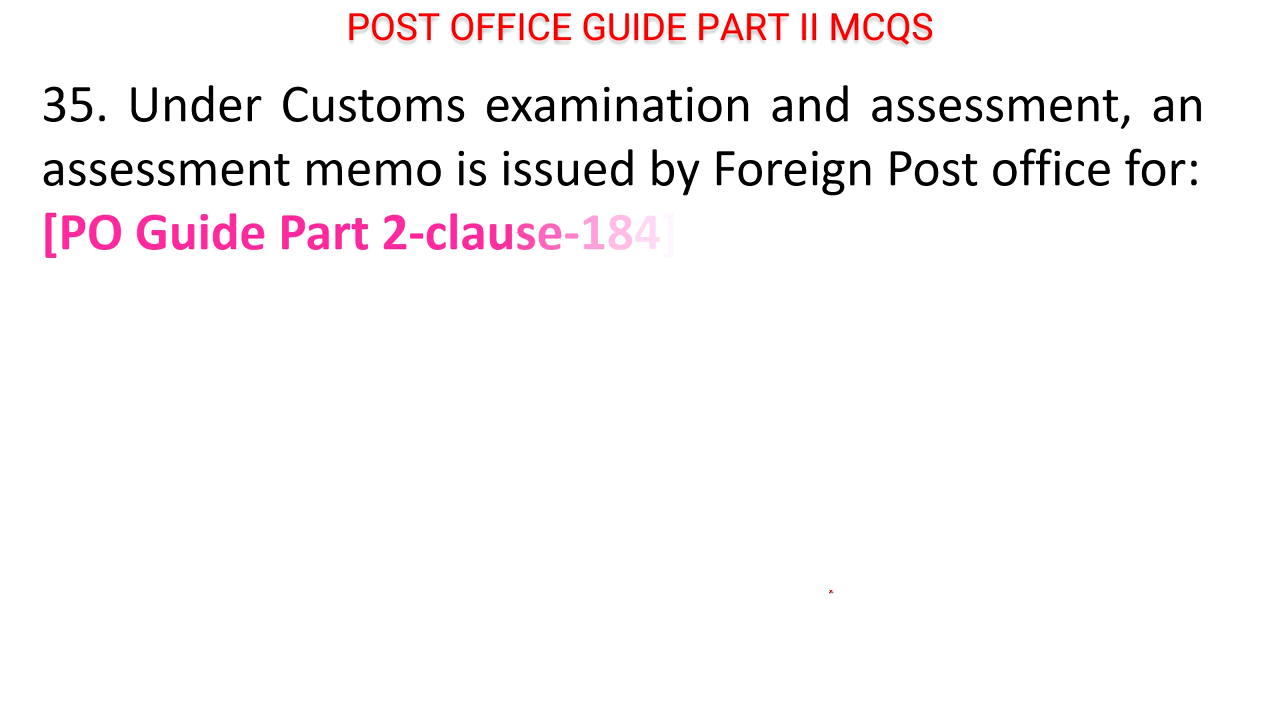 POST OFFICE GUIDE PART II MCQS
35. Under Customs examination and assessment, an
assessment memo is issued by Foreign Post office for:
[PO Guide Part 2-clause-184]